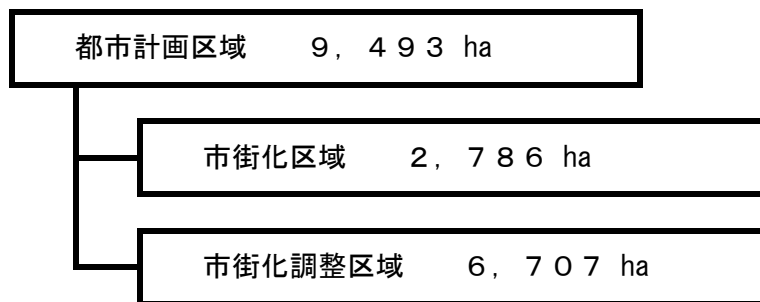 都市計画区域　　９，４９３ ha
市街化区域　　２，７８６ ha
市街化調整区域　　６，７０７ ha